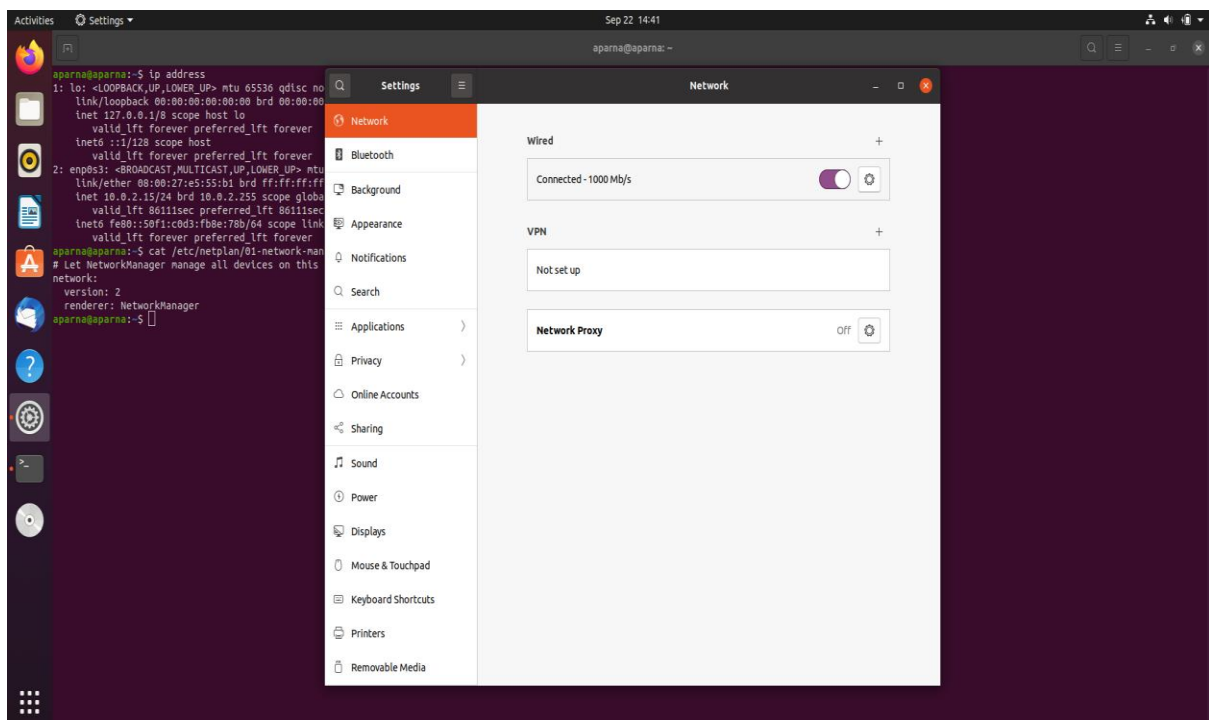 Activities
Settings
Sep 22 14:41
aparna@aparna: ~
aparna@aparna:~$ ip address
1: lo: <LOOPBACK,UP,LOWER_UP> mtu 65536 qdisc no
link/loopback 00:00:00:00:00:00 brd 00:00:00
inet 127.0.0.1/8 scope host lo
valid_lft forever preferred_lft forever
inet6 ::1/128 scope host
valid_lft forever preferred_lft forever
2: enp0s3: <BROADCAST,MULTICAST,UP,LOWER_UP> mtu
link/ether 08:00:27:e5:55:b1 brd ff:ff:ff:ff
inet 10.0.2.15/24 brd 10.0.2.255 scope globa
valid_lft 86111sec preferred_lft 86111sec
inet6 fe80::50f1:c0d3:fb8e:78b/64 scope link
valid_lft forever preferred_lft forever
aparna@aparna:~$ cat /etc/netplan/01-network-man
# Let NetworkManager manage all devices on this
network:
version: 2
renderer: NetworkManager
aparna@aparna:~$
Settings
Network
Network
Bluetooth
Background
Appearance
Notifications
Search
Applications
Privacy
Online Accounts
Sharing
Sound
Power
Displays
Mouse & Touchpad
Keyboard Shortcuts
Printers
Removable Media
Wired
Connected - 1000 Mb/s
VPN
Not set up
Network Proxy
Off